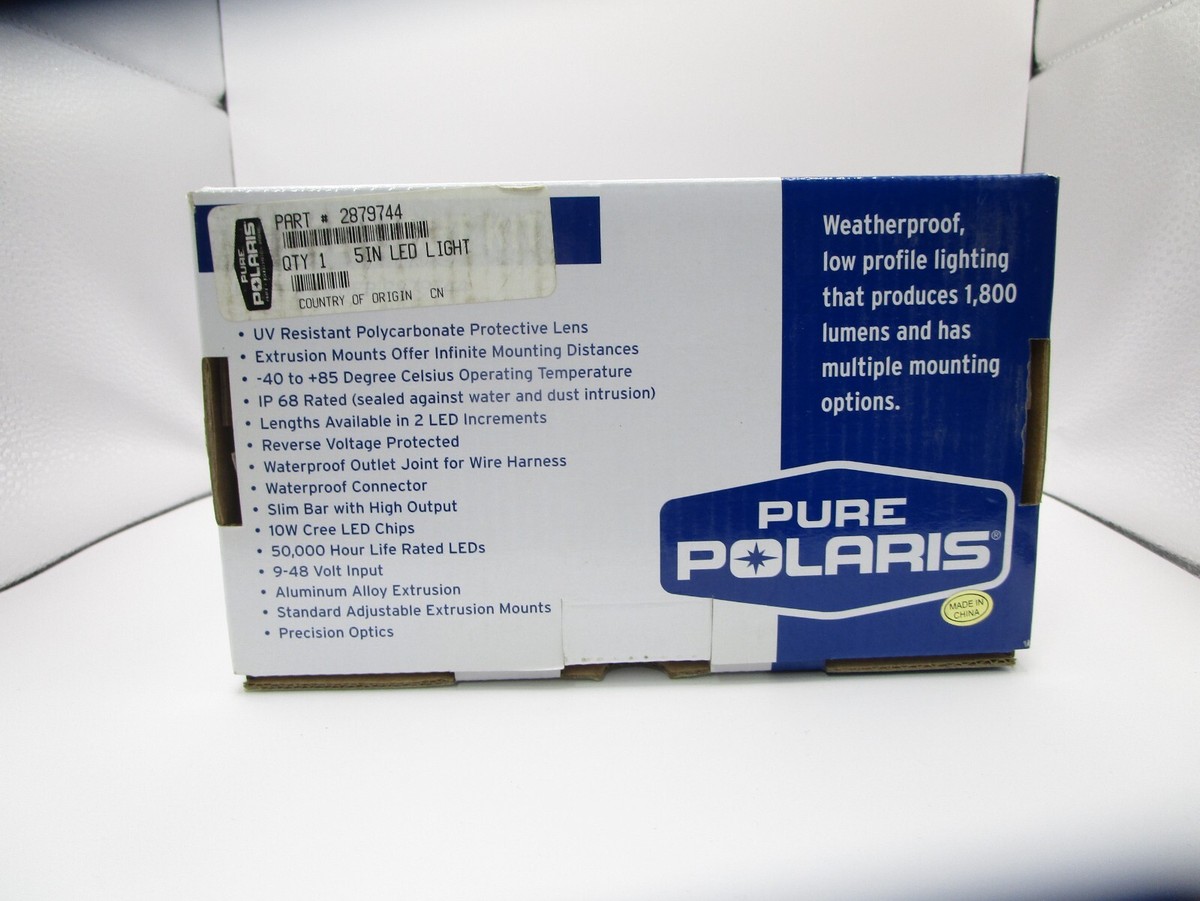 PURE
POLARIS
PART # 2879744
QTY 1 5IN LED LIGHT
COUNTRY OF ORIGIN CN
• UV Resistant Polycarbonate Protective Lens
• Extrusion Mounts Offer Infinite Mounting Distances
• -40 to +85 Degree Celsius Operating Temperature
• IP 68 Rated (sealed against water and dust intrusion)
• Lengths Available in 2 LED Increments
• Reverse Voltage Protected
• Waterproof Outlet Joint for Wire Harness
• Waterproof Connector
• Slim Bar with High Output
• 10W Cree LED Chips
• 50,000 Hour Life Rated LEDs
• 9-48 Volt Input
• Aluminum Alloy Extrusion
• Standard Adjustable Extrusion Mounts
• Precision Optics
Weatherproof,
low profile lighting
that produces 1,800
lumens and has
multiple mounting
options.
PURE
POLARIS®
MADE IN
CHINA